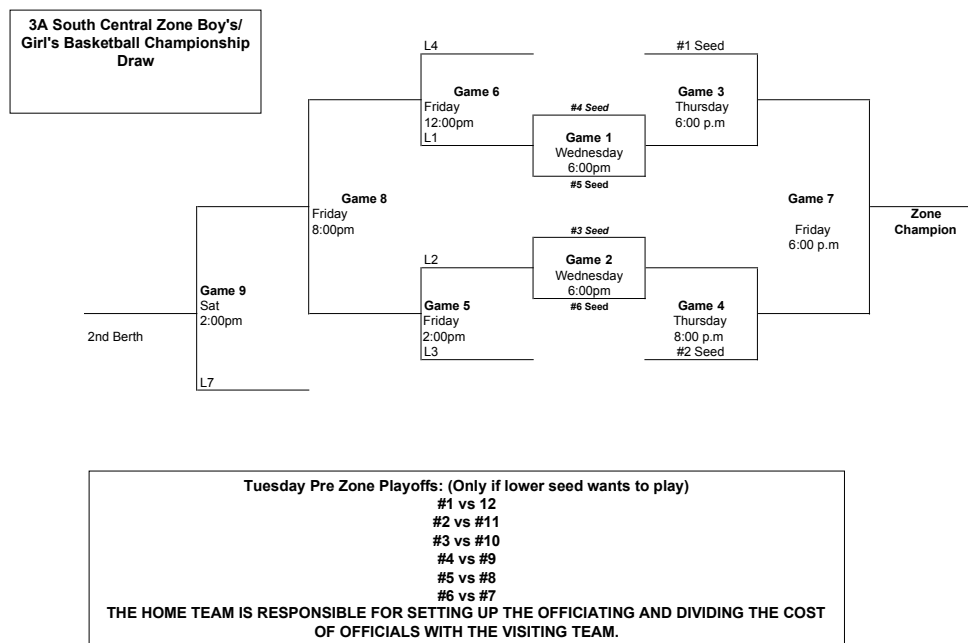 3A South Central Zone Boy's/
Girl's Basketball Championship
Draw
L4
#1 Seed
Game 6
Friday
12:00pm
L1
#4 Seed
Game 1
Wednesday
6:00pm
#5 Seed
Game 3
Thursday
6:00 p.m
Game 8
Friday
8:00pm
Game 7
Friday
6:00 p.m
Zone
Champion
L2
#3 Seed
Game 2
Wednesday
6:00pm
#6 Seed
Game 9
Sat
2:00pm
2nd Berth
Game 5
Friday
2:00pm
L3
Game 4
Thursday
8:00 p.m
#2 Seed
L7
Tuesday Pre Zone Playoffs: (Only if lower seed wants to play)
#1 vs 12
#2 vs #11
#3 vs #10
#4 vs #9
#5 vs #8
#6 vs #7
THE HOME TEAM IS RESPONSIBLE FOR SETTING UP THE OFFICIATING AND DIVIDING THE COST
OF OFFICIALS WITH THE VISITING TEAM.